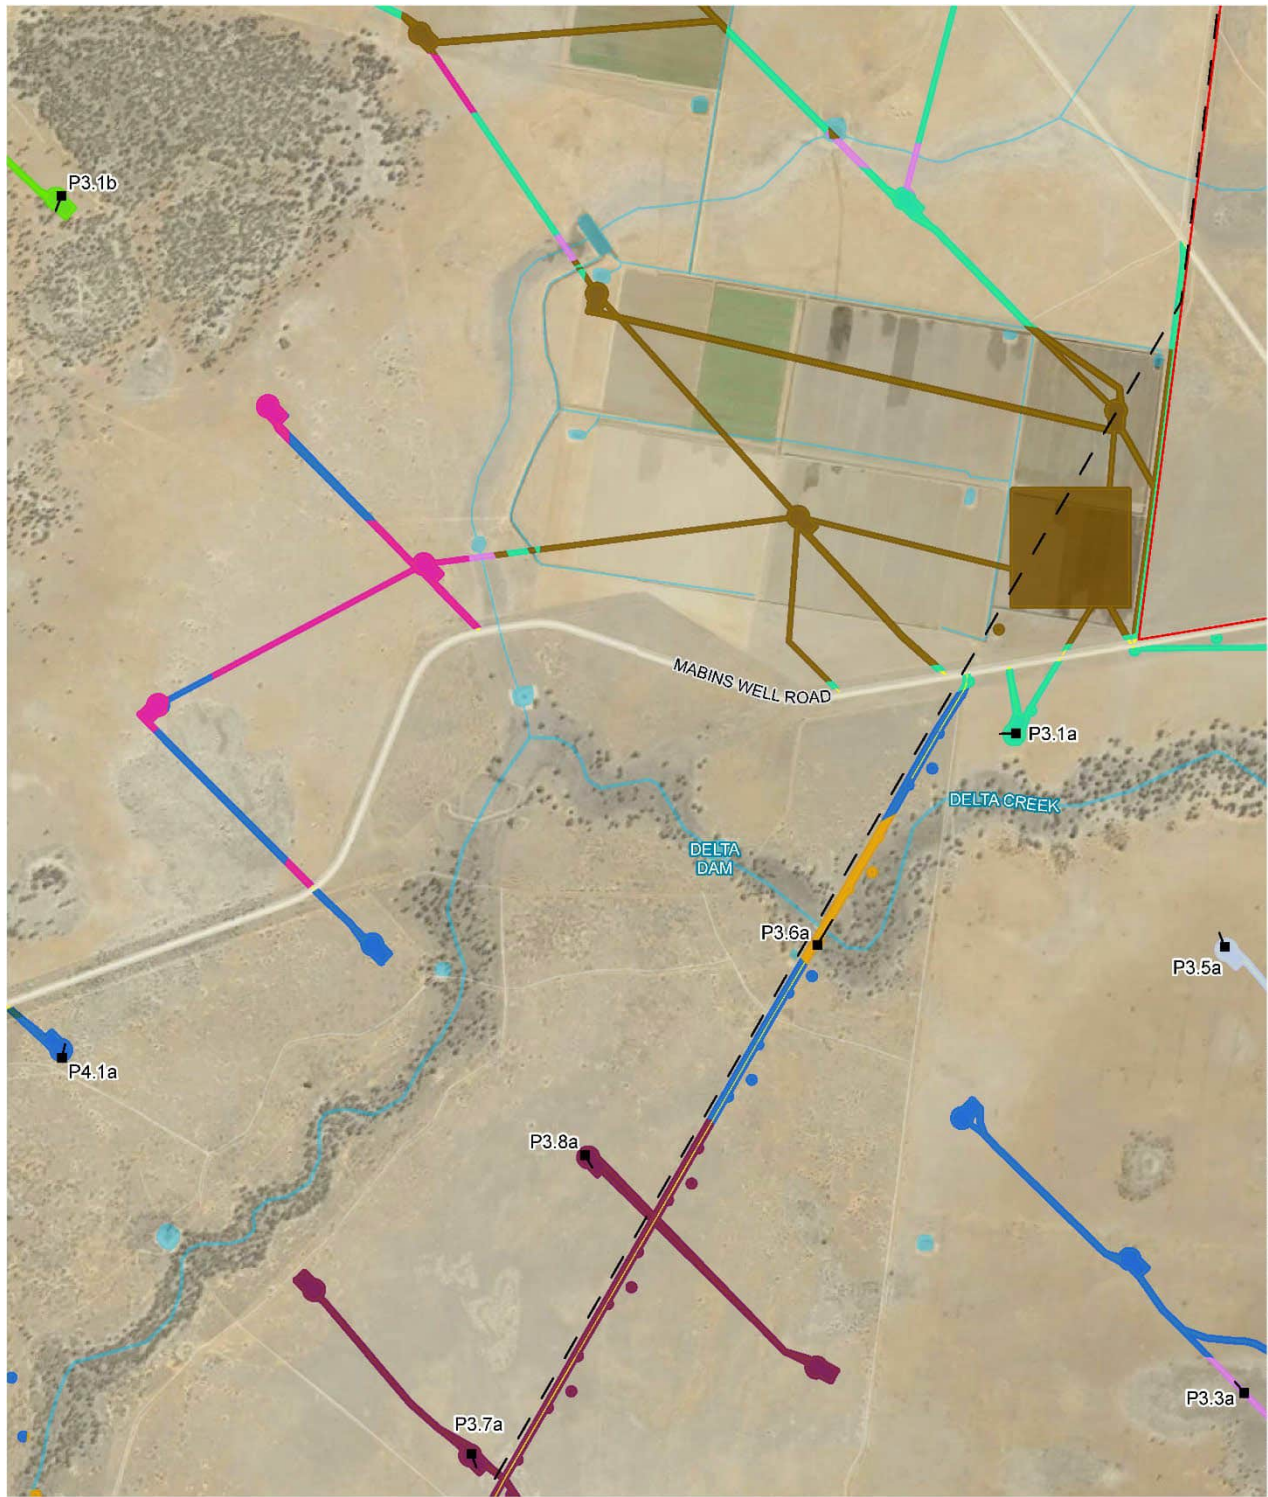 P3.1b
MABINS WELL ROAD
P3.1a
DELTA CREEK
DELTA
DAM
P3.6a
P3.5a
P4.1a
P3.8a
P3.3a
P3.7a